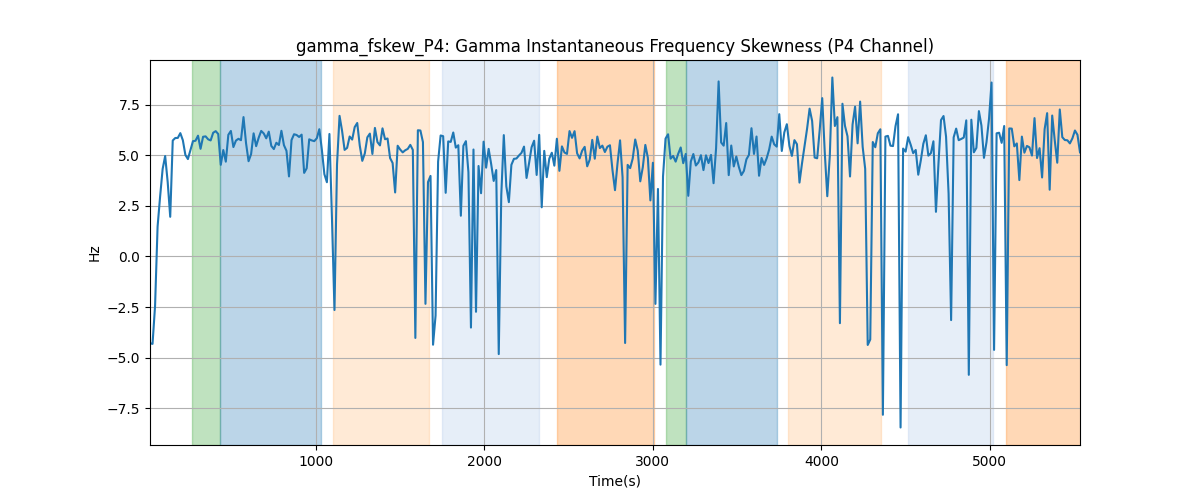 gamma_fskew_P4: Gamma Instantaneous Frequency Skewness (P4 Channel)
7.5
5.0
2.5
0.0
−2.5
−5.0
−7.5
Hz
1000 2000 3000 4000 5000
Time(s)